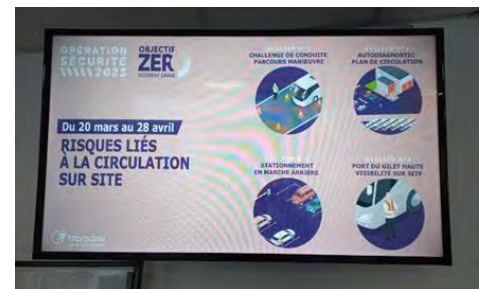 OPÉRATION
SÉCURITÉ
2023
OBJECTIF
ZÉR
ACCIDENT GRAVE
Du 20 mars au 28 avril
RISQUES LIÉS
À LA CIRCULATION
SUR SITE
transdev
CHALLENGE DE CONDUITE
PARCOURS MANŒUVRE
AUTODIAGNOSTIC
PLAN DE CIRCULATION
STATIONNEMENT
EN MARCHE ARRIÈRE
PORT DU GILET HAUTE
VISIBILITÉ SUR SITE